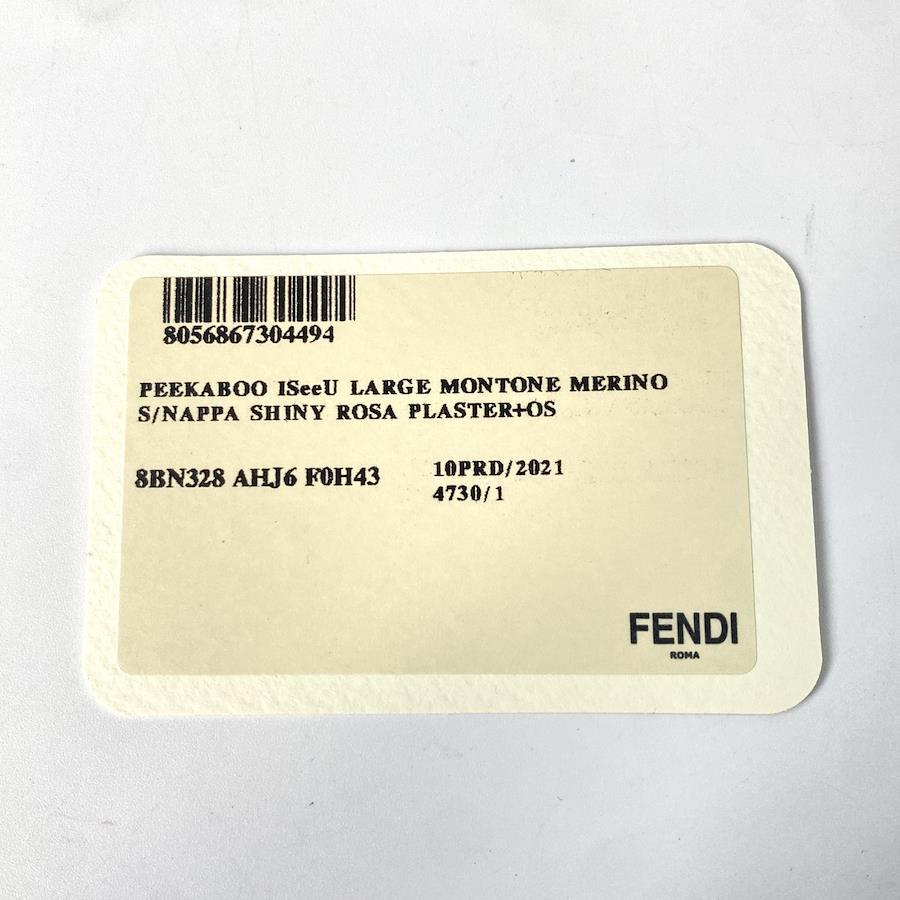 8056867304494
PEEKABOO ISeeU LARGE MONTONE MERINO
S/NAPPA SHINY ROSA PLASTER+OS
8BN328 AHJ6 F0H43
10PRD/2021
4730/1
FENDI
ROMA